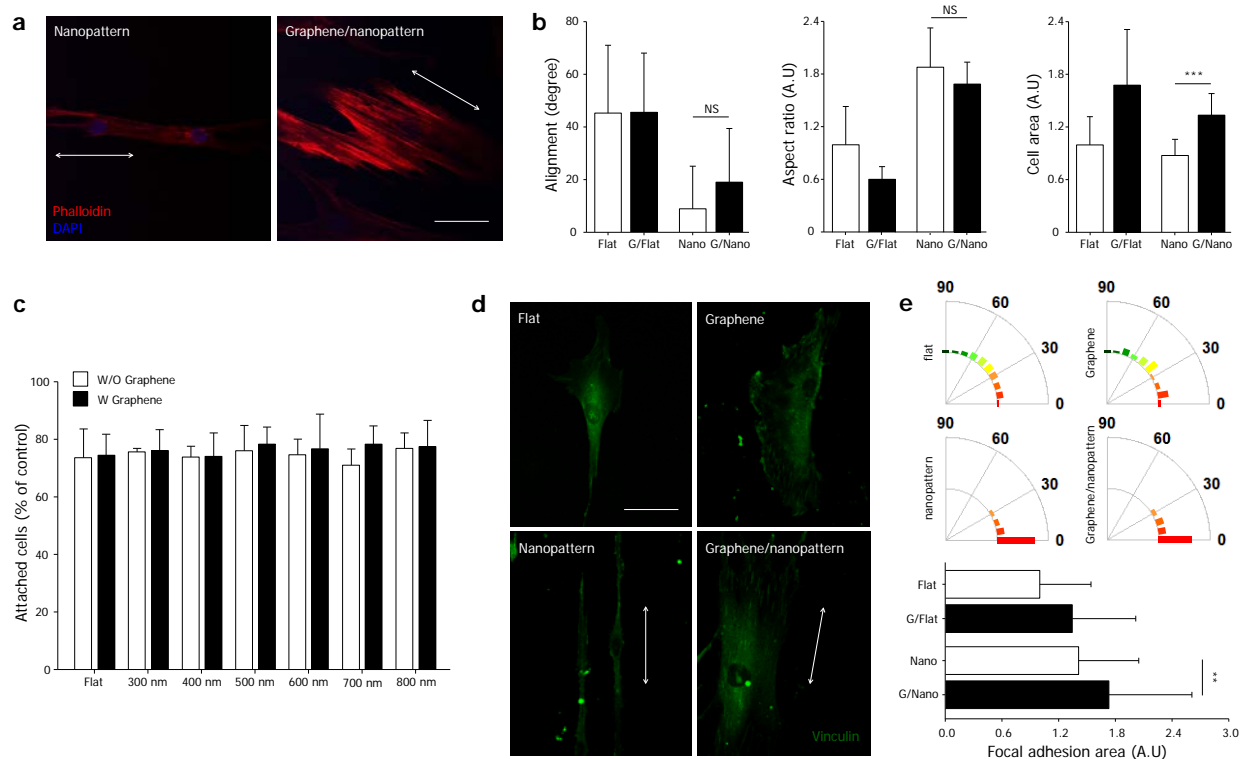 a
Nanopattern
Graphene/nanopattern
Phalloidin
DAPI
b
Alignment (degree)
80
60
40
20
0
NS
Flat
G/Flat
Nano
G/Nano
Aspect ratio (A.U)
2.4
1.8
1.2
0.6
0
NS
Flat
G/Flat
Nano
G/Nano
Cell area (A.U)
2.4
1.8
1.2
0.6
0
***
Flat
G/Flat
Nano
G/Nano
c
W/O Graphene
W Graphene
Attached cells (% of control)
100
80
60
40
20
0
Flat
300 nm
400 nm
500 nm
600 nm
700 nm
800 nm
d
Flat
Graphene
Nanopattern
Graphene/nanopattern
Vinculin
e
90
60
30
0
flat
90
60
30
0
Graphene
90
60
30
0
nanopattern
90
60
30
0
Graphene/nanopattern
Flat
G/Flat
Nano
G/Nano
**
0.0
0.6
1.2
1.8
2.4
3.0
Focal adhesion area (A.U)